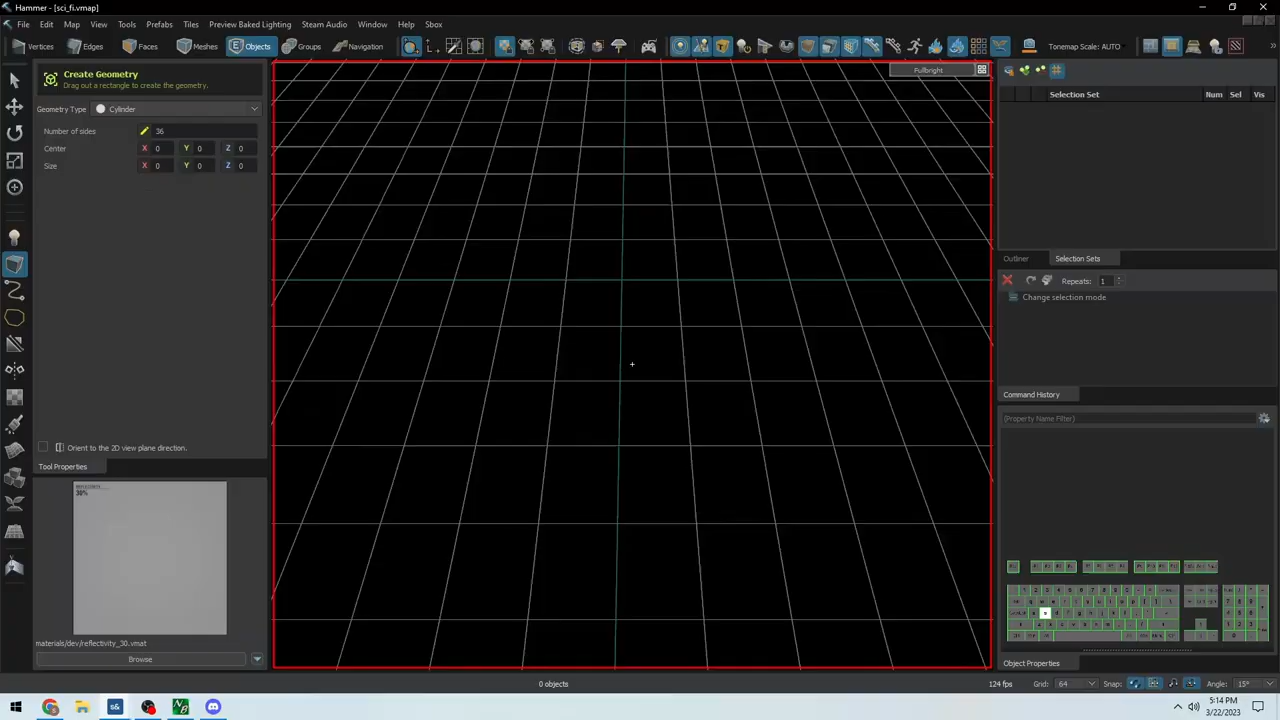 Hammer - [sci_fi.vmap]
File Edit Map View Tools Prefabs Tiles Preview Baked Lighting Steam Audio Window Help Sbox
Vertices Edges Faces Meshes Objects Groups Navigation Tonemap Scale: AUTO
Create Geometry
Drag out a rectangle to create the geometry.
Geometry Type Cylinder
Number of sides 36
Center X 0 Y 0 Z 0
Size X 0 Y 0 Z 0
Orient to the 2D view plane direction.
Tool Properties
30%
materials/dev/reflectivity_30.vmat
Browse
Fullbright
Selection Set Num Sel Vis
Outliner Selection Sets
Repeats: 1
Change selection mode
Command History
(Property Name Filter)
Object Properties
0 objects 124 fps Grid: 64 Snap: Angle: 15°
5:14 PM
3/22/2023